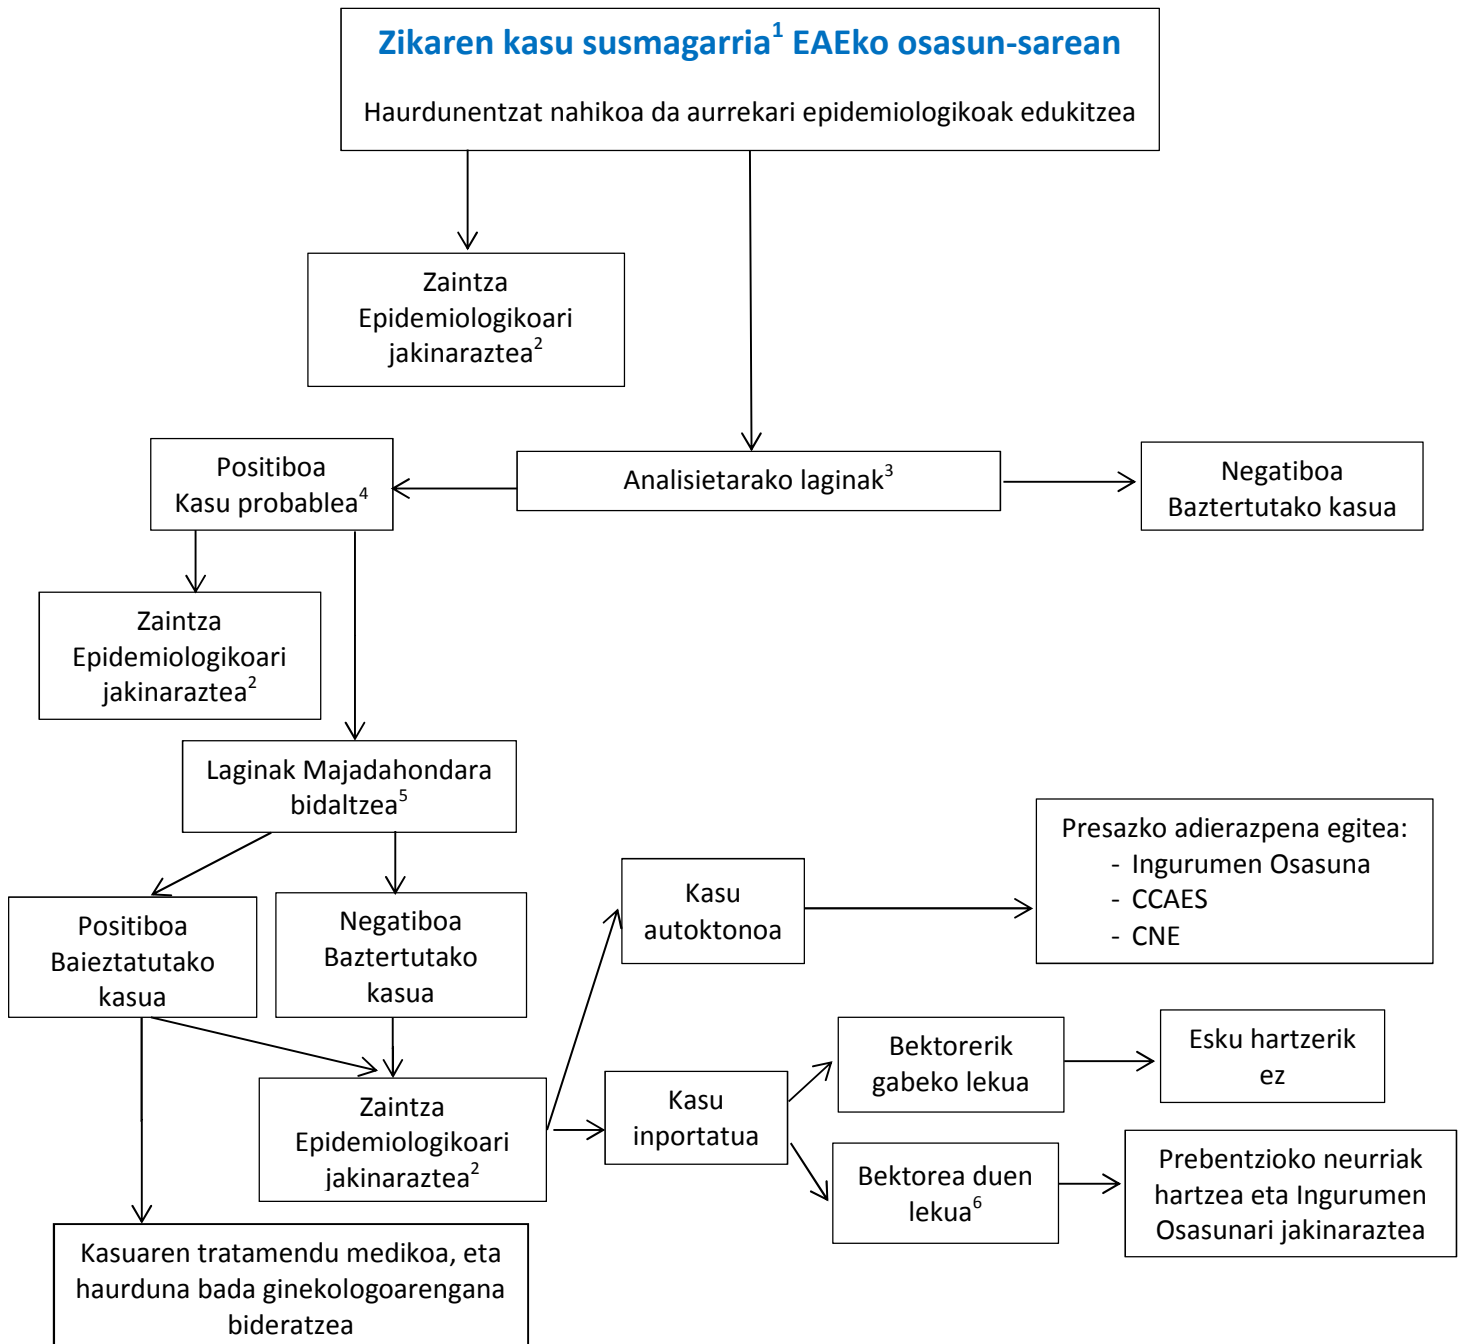 Zikaren kasu susmagarria¹ EAEko osasun-sarean
Haurdunentzat nahikoa da aurrekari epidemiologikoak edukitzea
Zaintza
Epidemiologikoari
jakinaraztea²
Positiboa
Kasu probablea⁴
Analisietarako laginak³
Negatiboa
Baztertutako kasua
Zaintza
Epidemiologikoari
jakinaraztea²
Laginak Majadahondara
bidaltzea⁵
Positiboa
Baieztatutako
kasua
Negatiboa
Baztertutako
kasua
Kasu
autoktonoa
Presazko adierazpena egitea:
- Ingurumen Osasuna
- CCAES
- CNE
Zaintza
Epidemiologikoari
jakinaraztea²
Kasu
inportatua
Bektorerik
gabeko lekua
Esku hartzerik
ez
Bektorea duen
lekua⁶
Prebentzioko neurriak
hartzea eta Ingurumen
Osasunari jakinaraztea
Kasuaren tratamendu medikoa, eta
haurduna bada ginekologoarengana
bideratzea